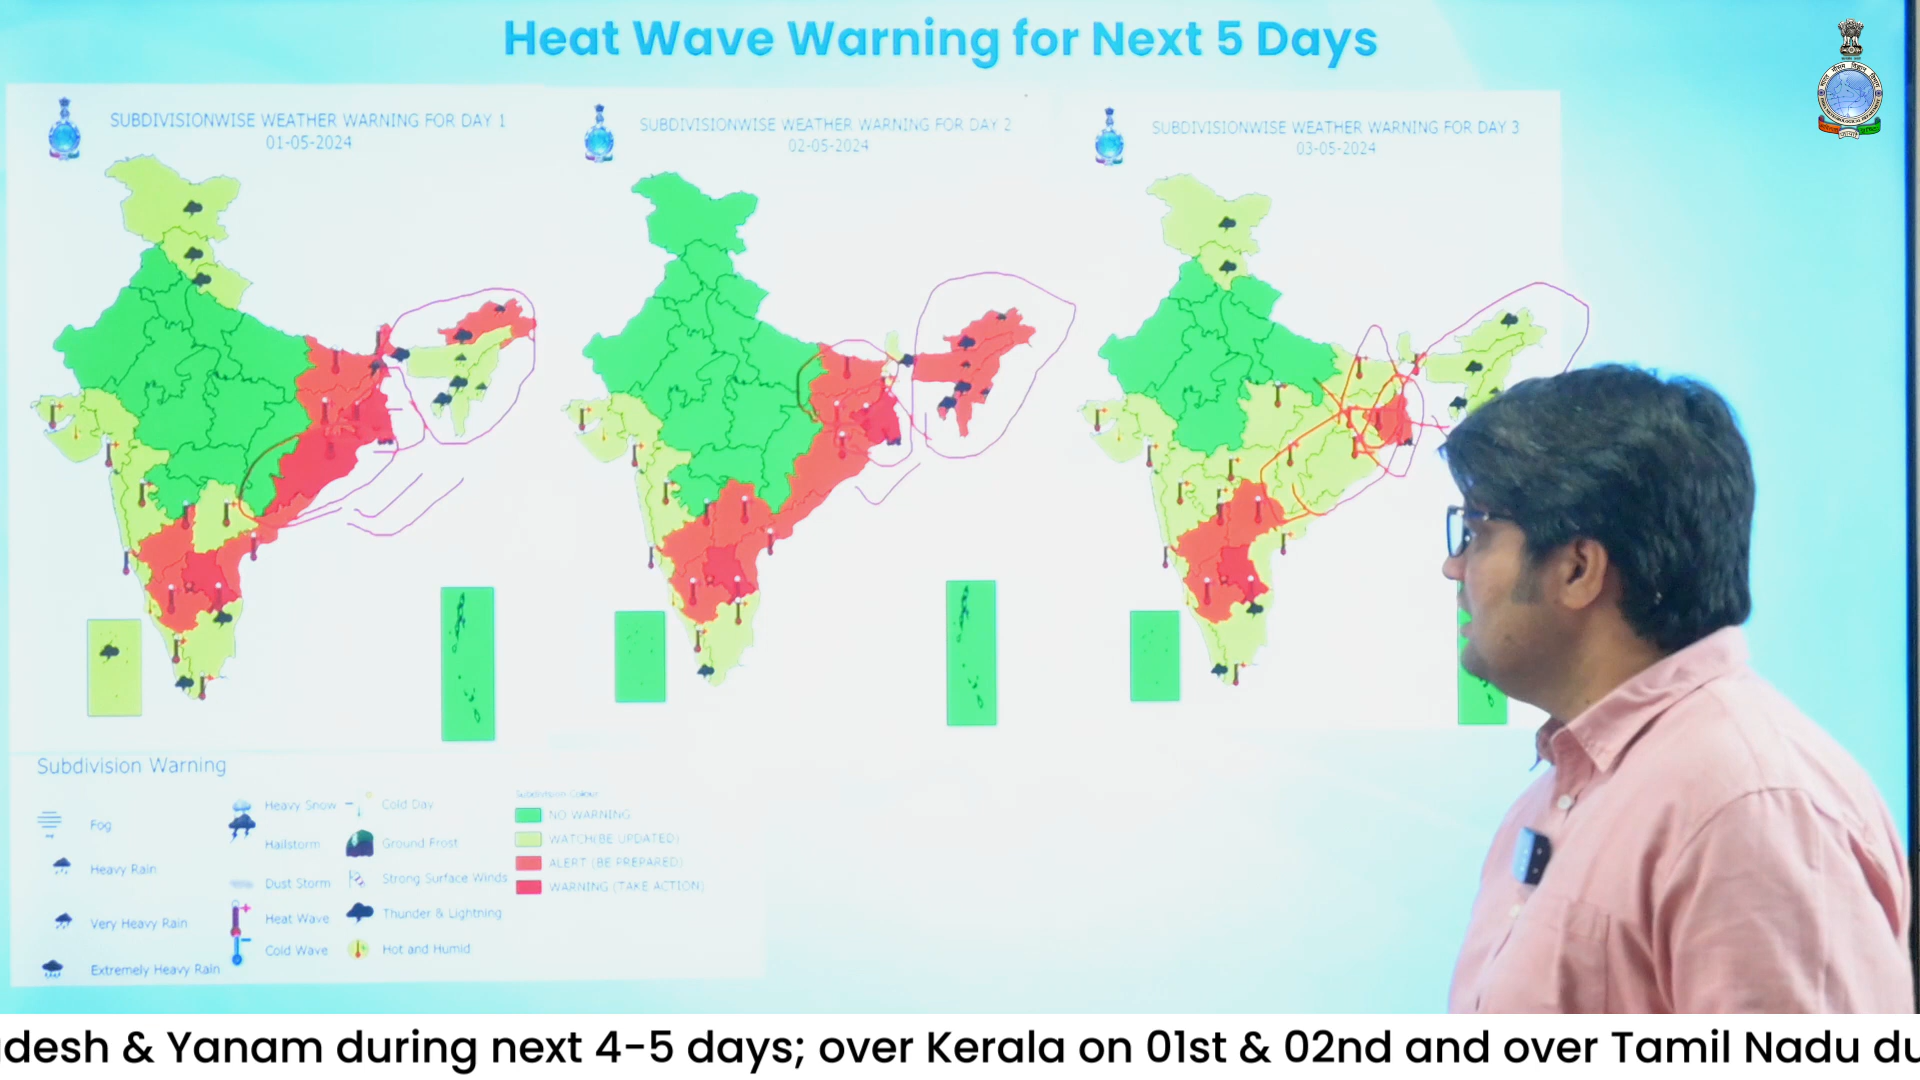 Heat Wave Warning for Next 5 Days
SUBDIVISIONWISE WEATHER WARNING FOR DAY 1
01-05-2024
SUBDIVISIONWISE WEATHER WARNING FOR DAY 2
02-05-2024
SUBDIVISIONWISE WEATHER WARNING FOR DAY 3
03-05-2024
Subdivision Warning
Fog
Heavy Rain
Very Heavy Rain
Extremely Heavy Rain
Heavy Snow
Hailstorm
Dust Storm
Heat Wave
Cold Wave
Cold Day
Ground Frost
Strong Surface Winds
Thunder & Lightning
Hot and Humid
Subdivision Colour
NO WARNING
WATCH(BE UPDATED)
ALERT (BE PREPARED)
WARNING (TAKE ACTION)
desh & Yanam during next 4-5 days; over Kerala on 01st & 02nd and over Tamil Nadu du